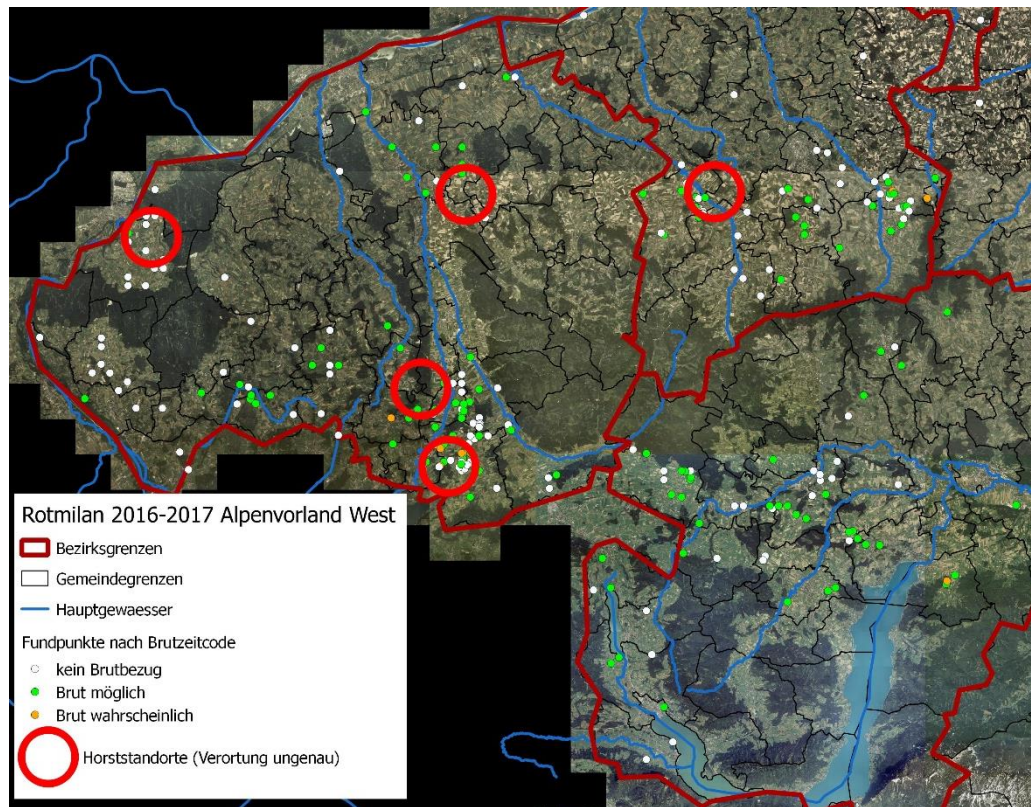 Rotmilan 2016-2017 Alpenvorland West
Bezirksgrenzen
Gemeindegrenzen
Hauptgewaesser
Fundpunkte nach Brutzeitcode
kein Brutbezug
Brut möglich
Brut wahrscheinlich
Horststandorte (Verortung ungenau)